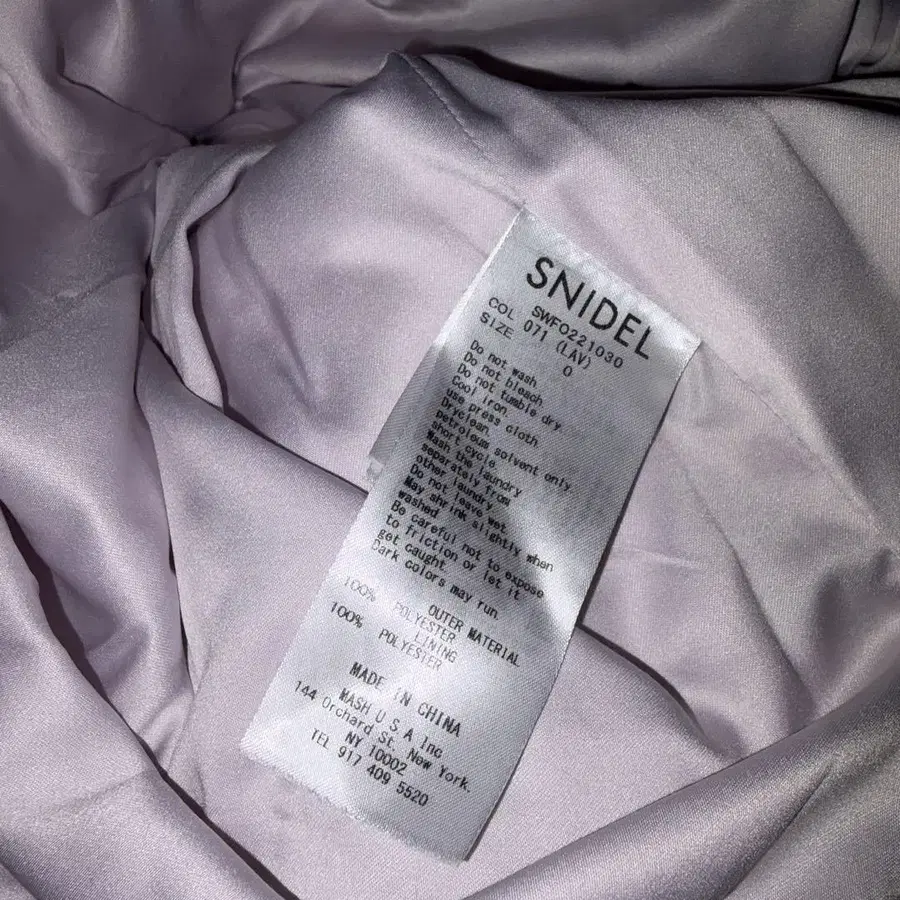 SNIDEL
SWFO221030
COL 071 (LAV)
SIZE 0
Do not wash
Do not bleach
Do not tumble dry.
Cool iron.
use press cloth
Dryclean.
petroleum solvent only.
short cycle
Wash the laundry
separately from
other laundry.
Do not leave wet
May shrink slightly when
washed
Be careful not to expose
to friction or let it
get caught.
Dark colors may run.
OUTER MATERIAL
100% POLYESTER
LINING
100% POLYESTER
MADE IN CHINA
MASH U S A Inc
144 Orchard St. New York.
NY 10002
TEL 917 409 5520